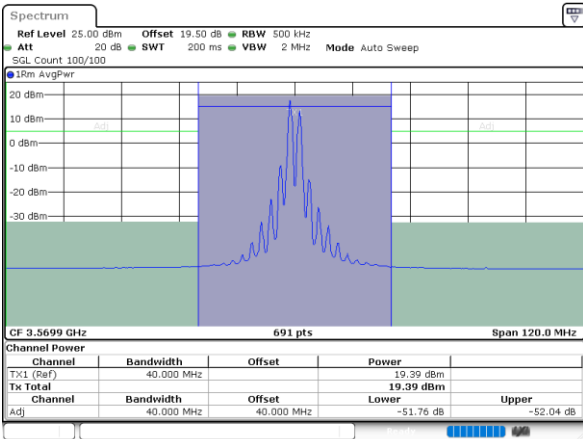 Spectrum
Ref Level 25.00 dBm Offset 19.50 dB RBW 500 kHz
Att 20 dB SWT 200 ms VBW 2 MHz Mode Auto Sweep
SGL Count 100/100
1Rm AvgPwr
20 dBm
10 dBm
Adj Adj
0 dBm
-10 dBm
-20 dBm
-30 dBm
CF 3.5699 GHz 691 pts Span 120.0 MHz
Channel Power
Channel Bandwidth Offset Power
TX1 (Ref) 40.000 MHz 19.39 dBm
Tx Total 19.39 dBm
Channel Bandwidth Offset Lower Upper
Adj 40.000 MHz 40.000 MHz -51.76 dB -52.04 dB
Ready